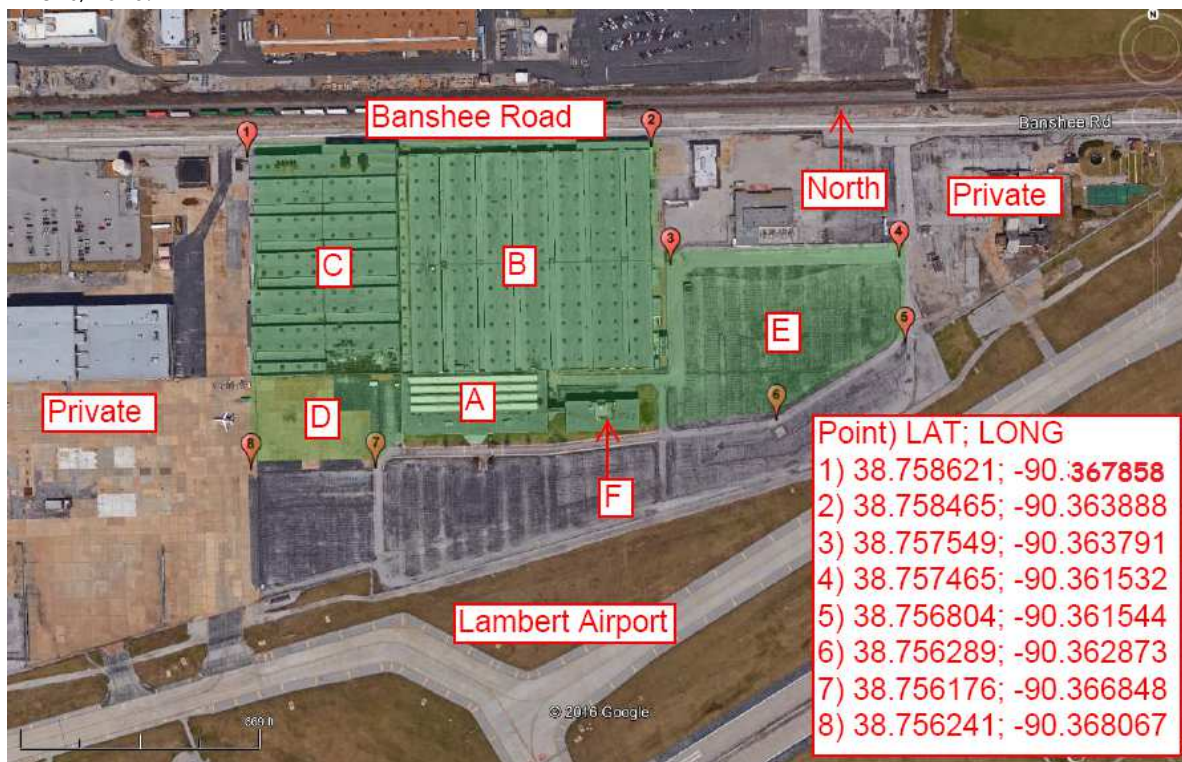 N
Banshee Road
Banshee Rd
1
2
North
Private
3
4
C
B
E
5
Private
D
A
6
8
7
F
Lambert Airport
Point) LAT; LONG
1) 38.758621; -90.367858
2) 38.758465; -90.363888
3) 38.757549; -90.363791
4) 38.757465; -90.361532
5) 38.756804; -90.361544
6) 38.756289; -90.362873
7) 38.756176; -90.366848
8) 38.756241; -90.368067
© 2016 Google
669 ft